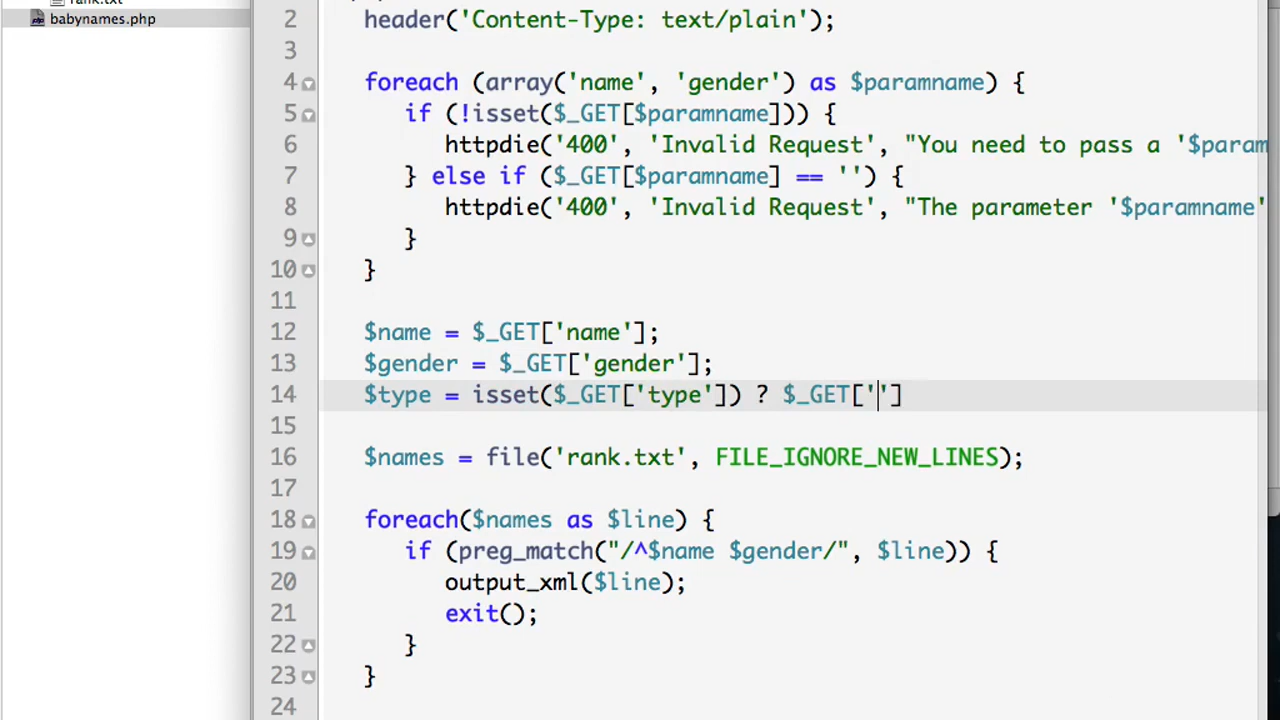 rank.txt
babynames.php
2 header('Content-Type: text/plain');
3
4 foreach (array('name', 'gender') as $paramname) {
5 if (!isset($_GET[$paramname])) {
6 httpdie('400', 'Invalid Request', "You need to pass a '$param
7 } else if ($_GET[$paramname] == '') {
8 httpdie('400', 'Invalid Request', "The parameter '$paramname'
9 }
10 }
11
12 $name = $_GET['name'];
13 $gender = $_GET['gender'];
14 $type = isset($_GET['type']) ? $_GET['']
15
16 $names = file('rank.txt', FILE_IGNORE_NEW_LINES);
17
18 foreach($names as $line) {
19 if (preg_match("/^$name $gender/", $line)) {
20 output_xml($line);
21 exit();
22 }
23 }
24